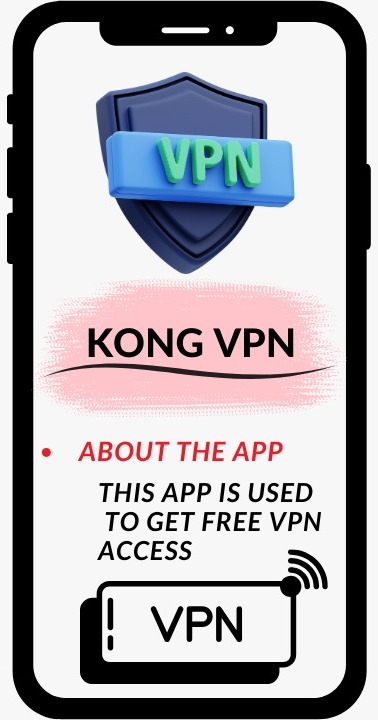 VPN
KONG VPN
• ABOUT THE APP
THIS APP IS USED
TO GET FREE VPN
ACCESS
VPN